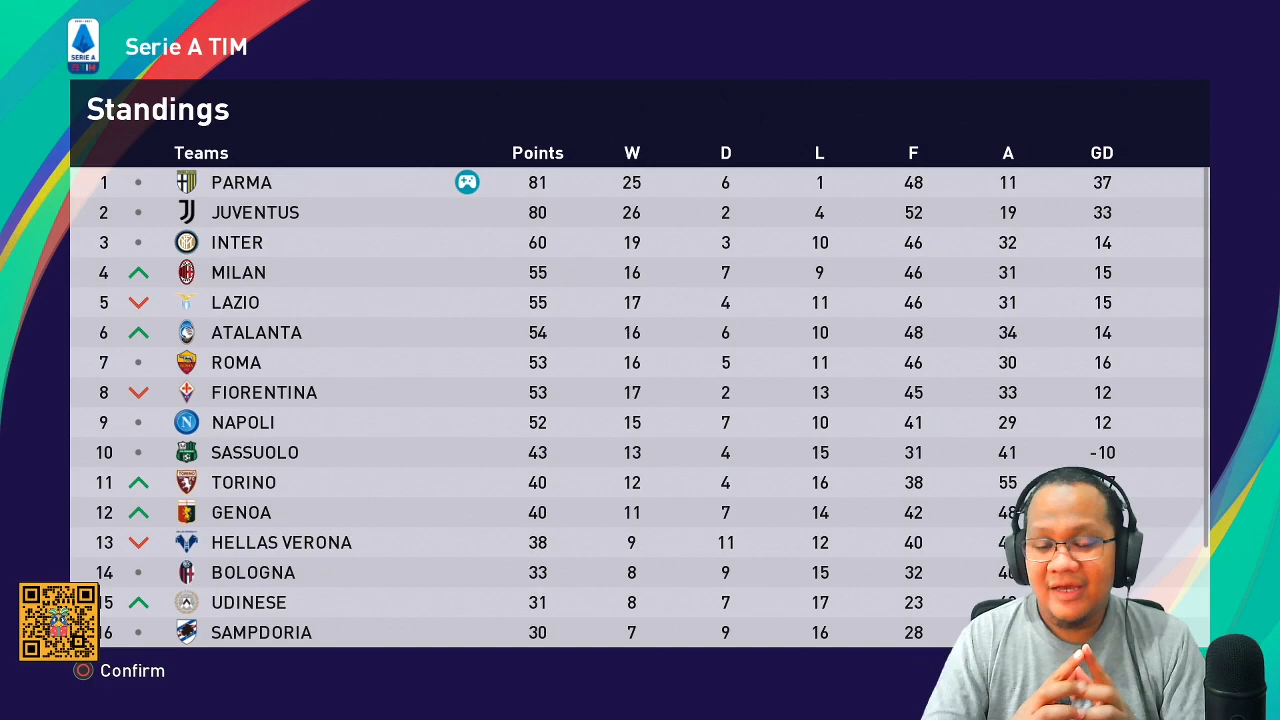 SERIE A
TIM
Serie A TIM
Standings
Teams Points W D L F A GD
1 PARMA 81 25 6 1 48 11 37
2 JUVENTUS 80 26 2 4 52 19 33
3 INTER 60 19 3 10 46 32 14
4 MILAN 55 16 7 9 46 31 15
5 LAZIO 55 17 4 11 46 31 15
6 ATALANTA 54 16 6 10 48 34 14
7 ROMA 53 16 5 11 46 30 16
8 FIORENTINA 53 17 2 13 45 33 12
9 NAPOLI 52 15 7 10 41 29 12
10 SASSUOLO 43 13 4 15 31 41 -10
11 TORINO 40 12 4 16 38 55
12 GENOA 40 11 7 14 42 48
13 HELLAS VERONA 38 9 11 12 40
14 BOLOGNA 33 8 9 15 32
15 UDINESE 31 8 7 17 23
16 SAMPDORIA 30 7 9 16 28
Confirm